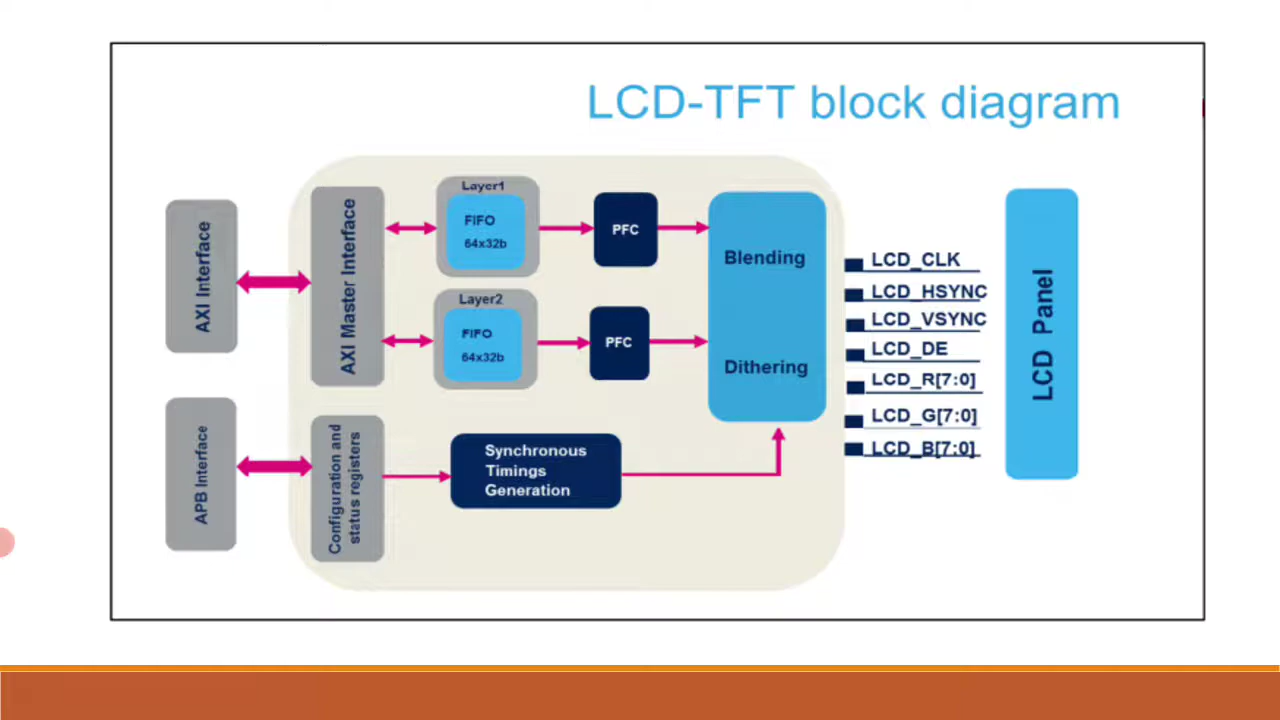 LCD-TFT block diagram
AXI Interface
AXI Master Interface
Layer1
FIFO
64x32b
PFC
Layer2
FIFO
64x32b
PFC
Blending
Dithering
APB Interface
Configuration and
status registers
Synchronous
Timings
Generation
LCD_CLK
LCD_HSYNC
LCD_VSYNC
LCD_DE
LCD_R[7:0]
LCD_G[7:0]
LCD_B[7:0]
LCD Panel